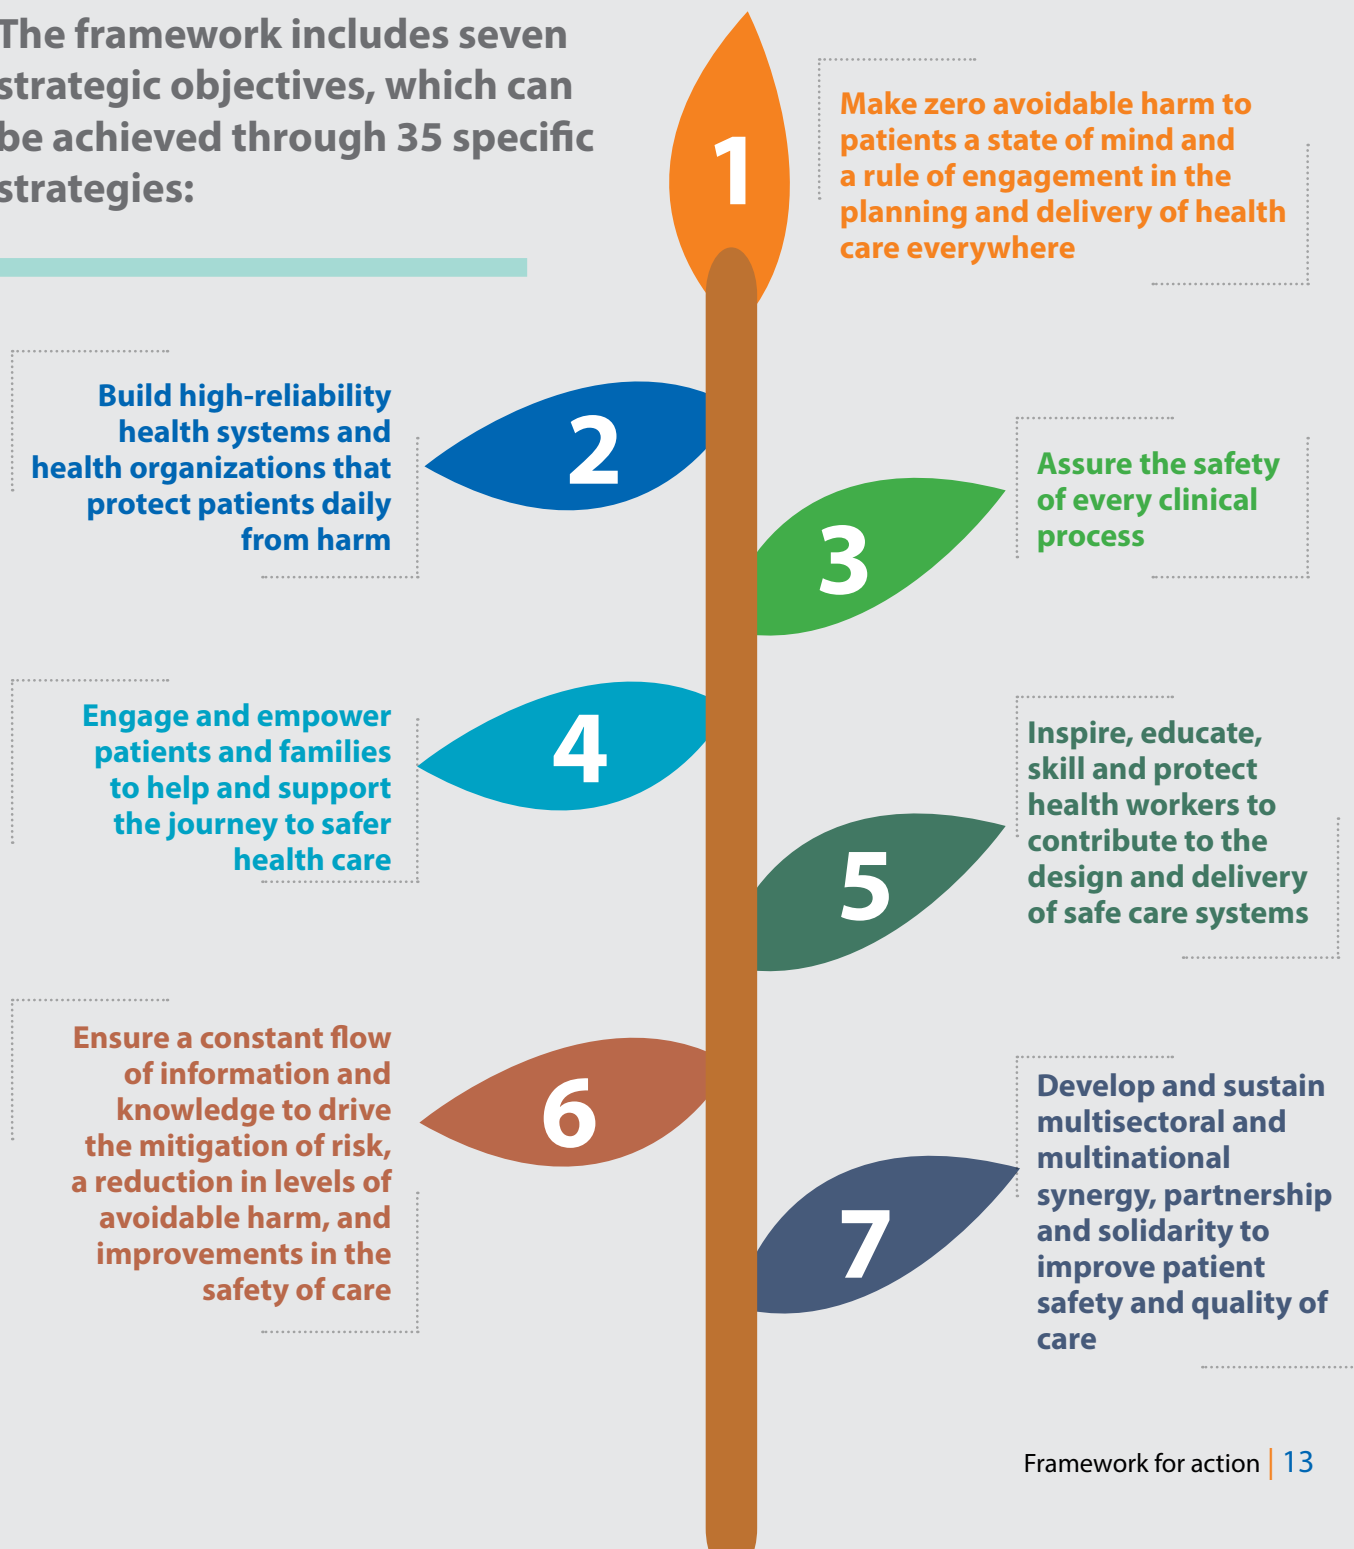 The framework includes seven
strategic objectives, which can
be achieved through 35 specific
strategies:
1
Make zero avoidable harm to
patients a state of mind and
a rule of engagement in the
planning and delivery of health
care everywhere
2
Build high-reliability
health systems and
health organizations that
protect patients daily
from harm
3
Assure the safety
of every clinical
process
4
Engage and empower
patients and families
to help and support
the journey to safer
health care
5
Inspire, educate,
skill and protect
health workers to
contribute to the
design and delivery
of safe care systems
6
Ensure a constant flow
of information and
knowledge to drive
the mitigation of risk,
a reduction in levels of
avoidable harm, and
improvements in the
safety of care
7
Develop and sustain
multisectoral and
multinational
synergy, partnership
and solidarity to
improve patient
safety and quality of
care
Framework for action | 13